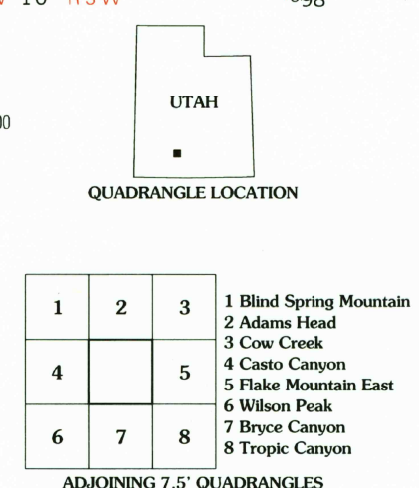 UTAH
QUADRANGLE LOCATION
1 2 3
4 5
6 7 8
1 Blind Spring Mountain
2 Adams Head
3 Cow Creek
4 Casto Canyon
5 Flake Mountain East
6 Wilson Peak
7 Bryce Canyon
8 Tropic Canyon
ADJOINING 7.5' QUADRANGLES